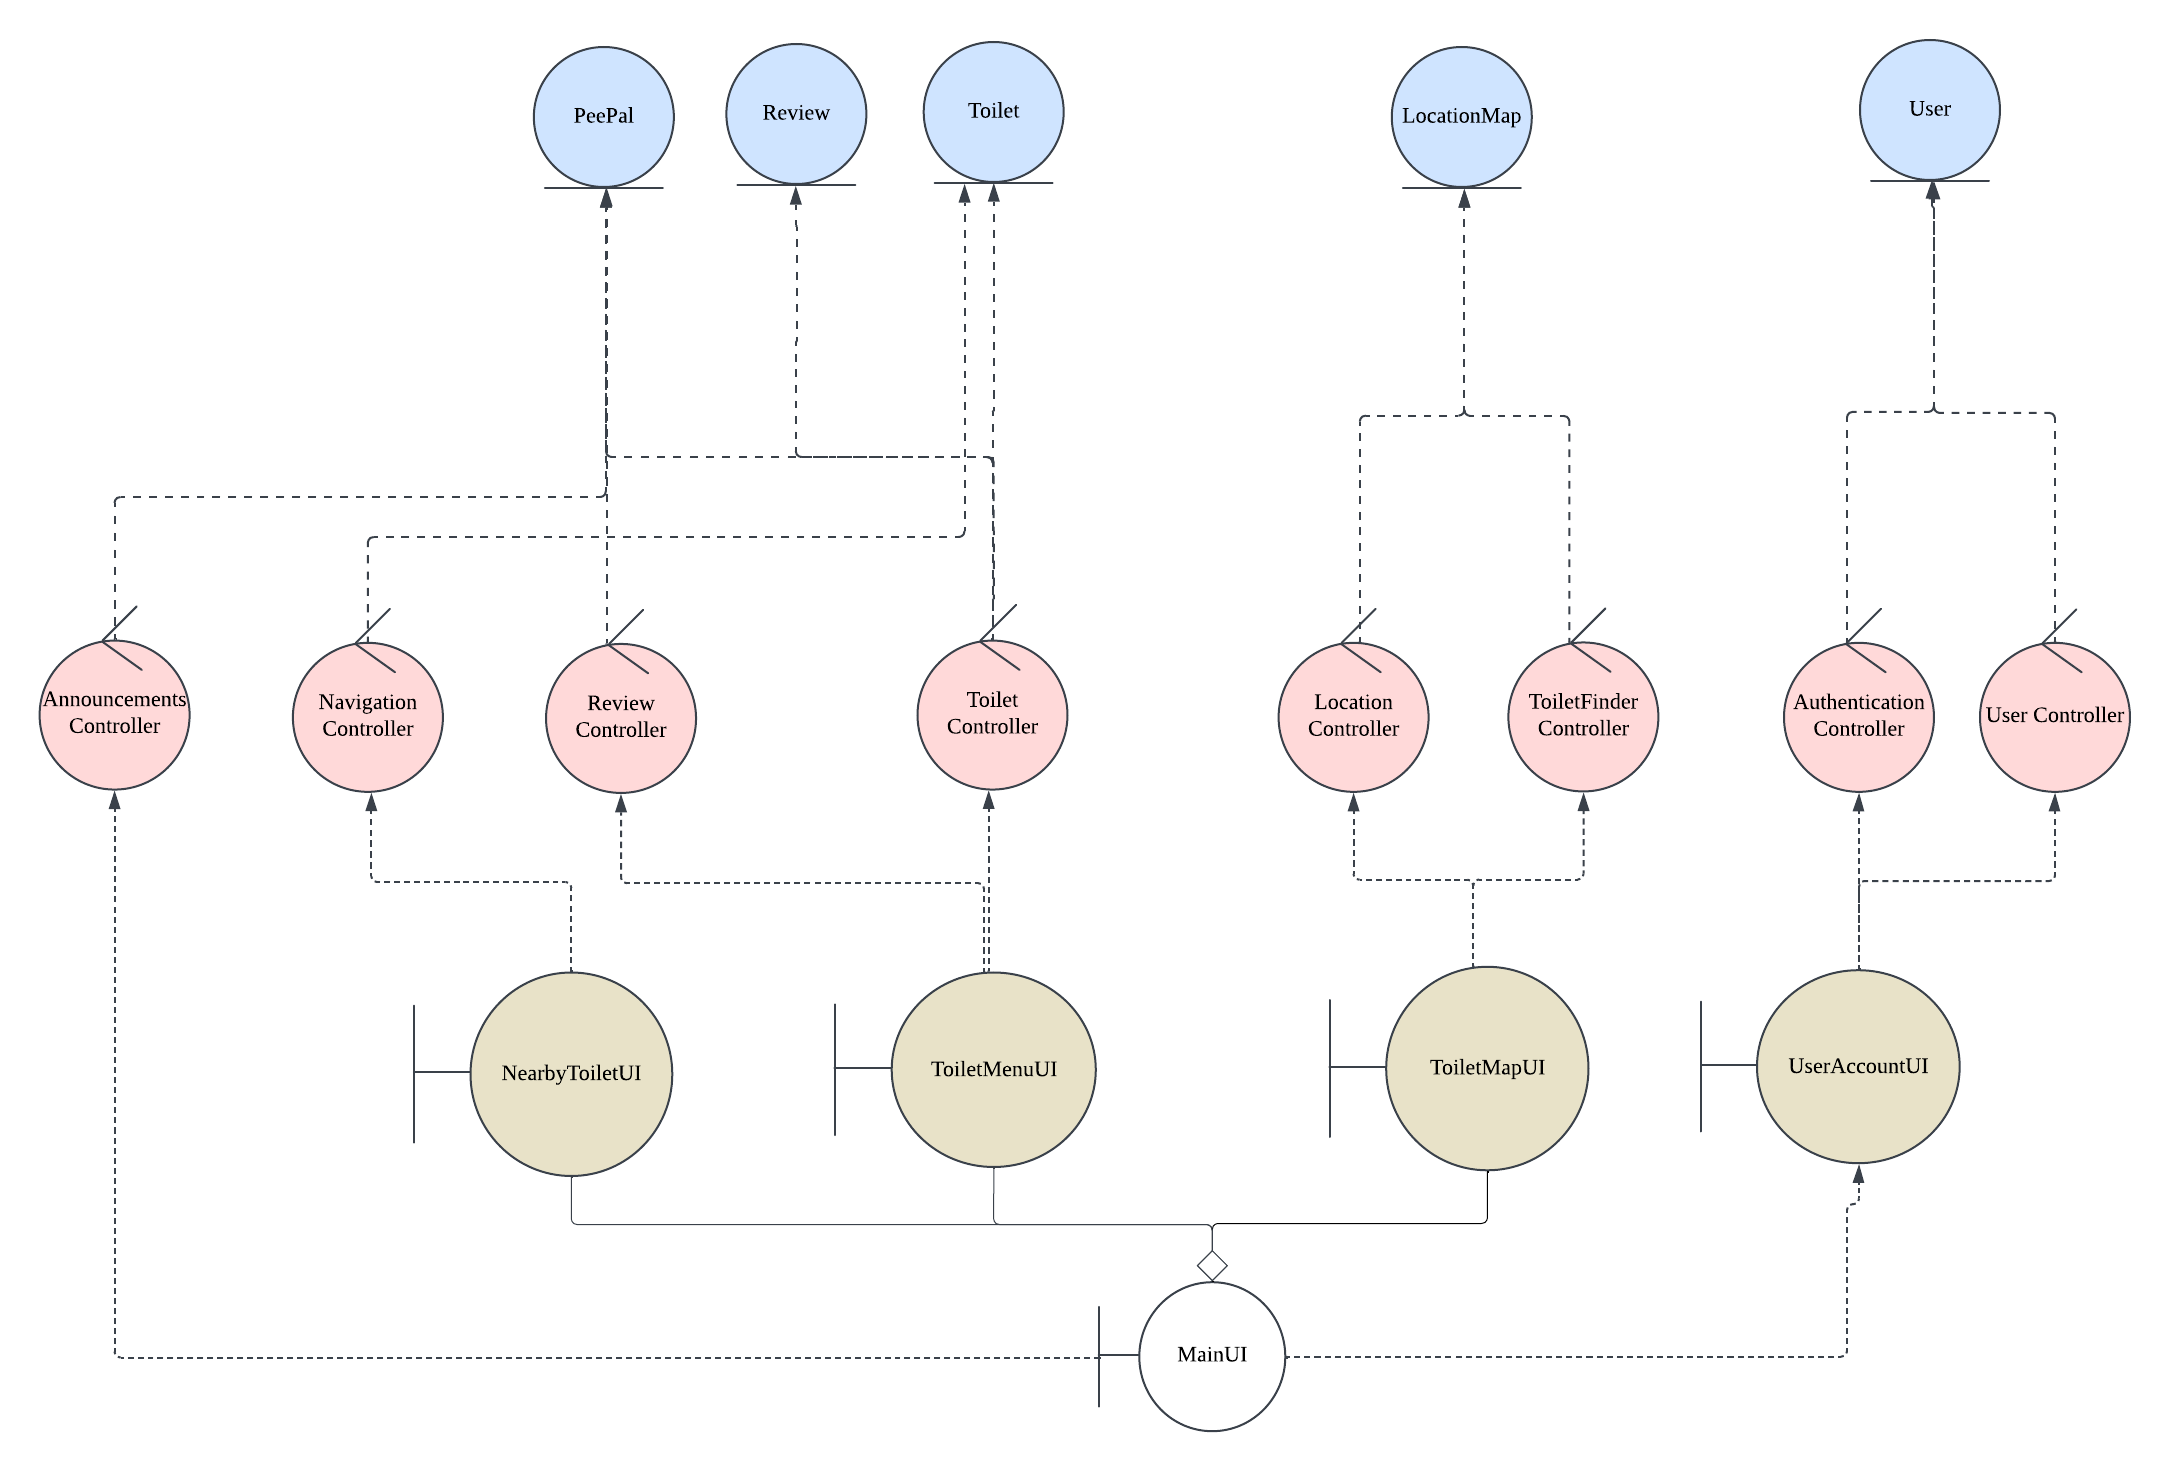 PeePal
Review
Toilet
LocationMap
User
Announcements
Controller
Navigation
Controller
Review
Controller
Toilet
Controller
Location
Controller
ToiletFinder
Controller
Authentication
Controller
User Controller
NearbyToiletUI
ToiletMenuUI
ToiletMapUI
UserAccountUI
MainUI